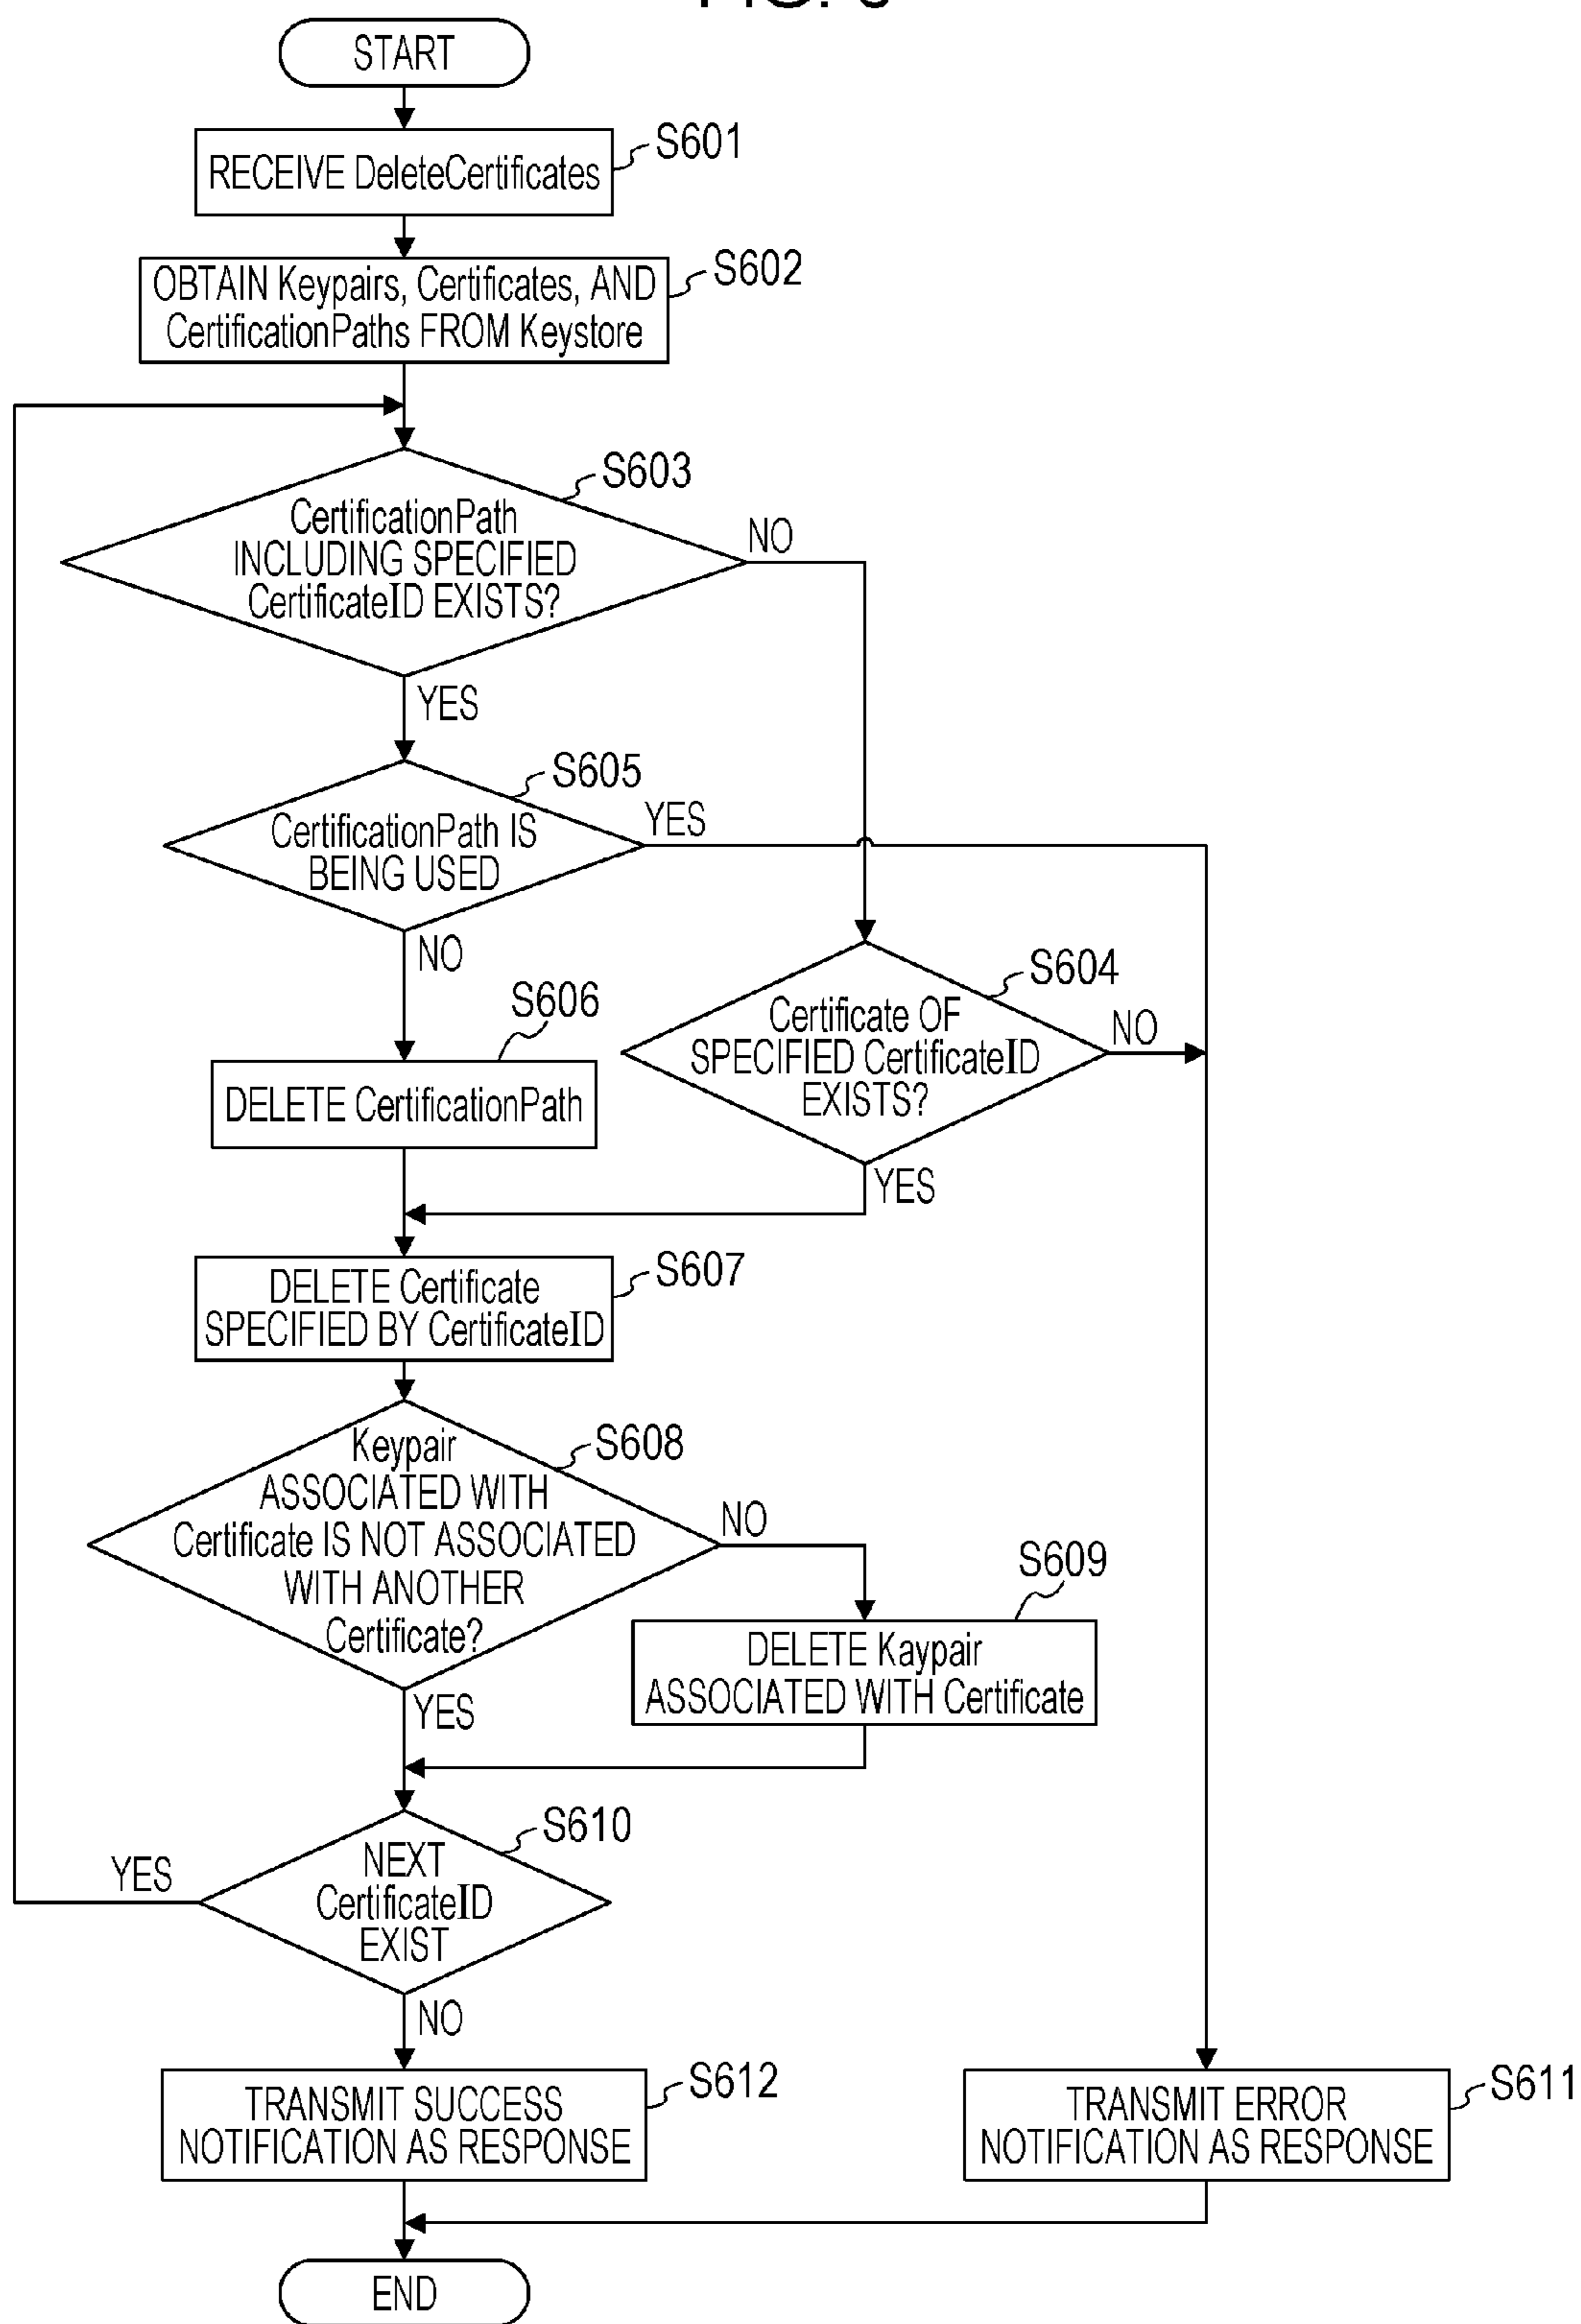 START
RECEIVE DeleteCertificates
S601
OBTAIN Keypairs, Certificates, AND
CertificationPaths FROM Keystore
S602
S603
CertificationPath
INCLUDING SPECIFIED
CertificateID EXISTS?
NO
YES
S605
CertificationPath IS
BEING USED
YES
NO
S604
Certificate OF
SPECIFIED CertificateID
EXISTS?
NO
YES
S606
DELETE CertificationPath
DELETE Certificate
SPECIFIED BY CertificateID
S607
Keypair
ASSOCIATED WITH
Certificate IS NOT ASSOCIATED
WITH ANOTHER
Certificate?
S608
NO
YES
S609
DELETE Kaypair
ASSOCIATED WITH Certificate
S610
NEXT
CertificateID
EXIST
YES
NO
TRANSMIT SUCCESS
NOTIFICATION AS RESPONSE
S612
TRANSMIT ERROR
NOTIFICATION AS RESPONSE
S611
END